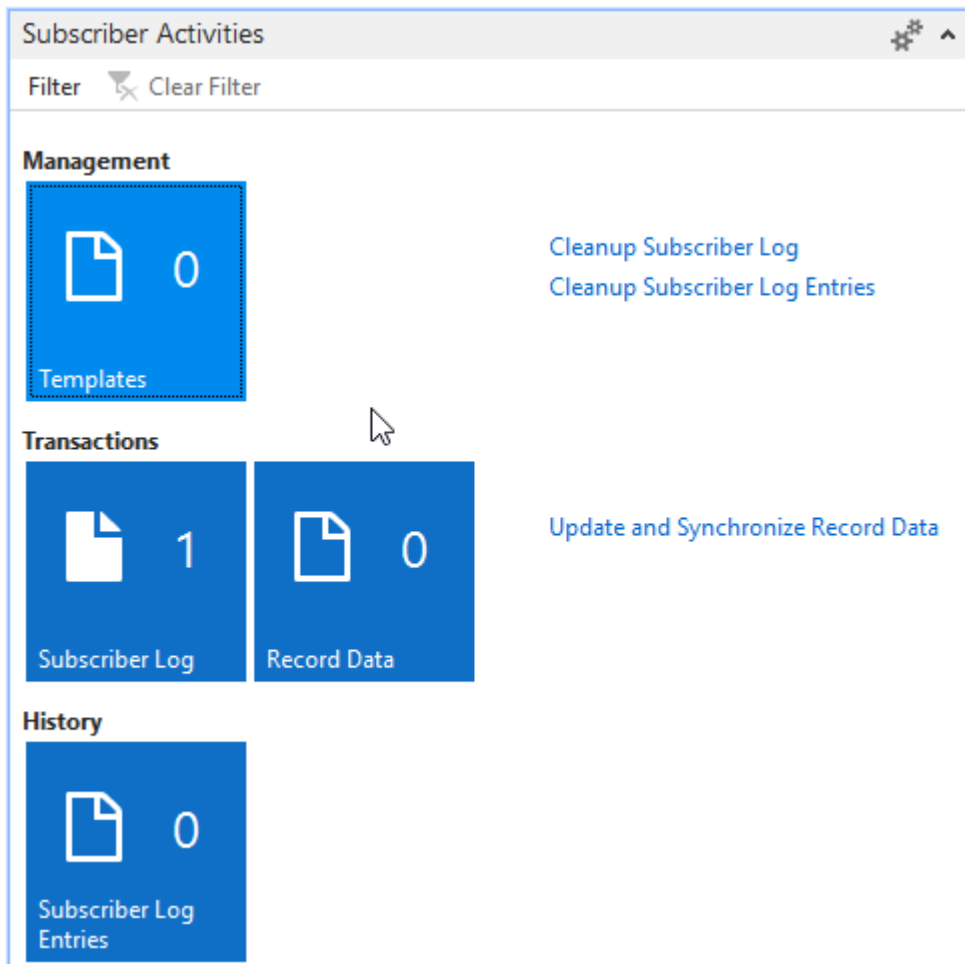 Subscriber Activities
Filter Clear Filter
Management
0
Templates
Cleanup Subscriber Log
Cleanup Subscriber Log Entries
Transactions
1
Subscriber Log
0
Record Data
Update and Synchronize Record Data
History
0
Subscriber Log
Entries